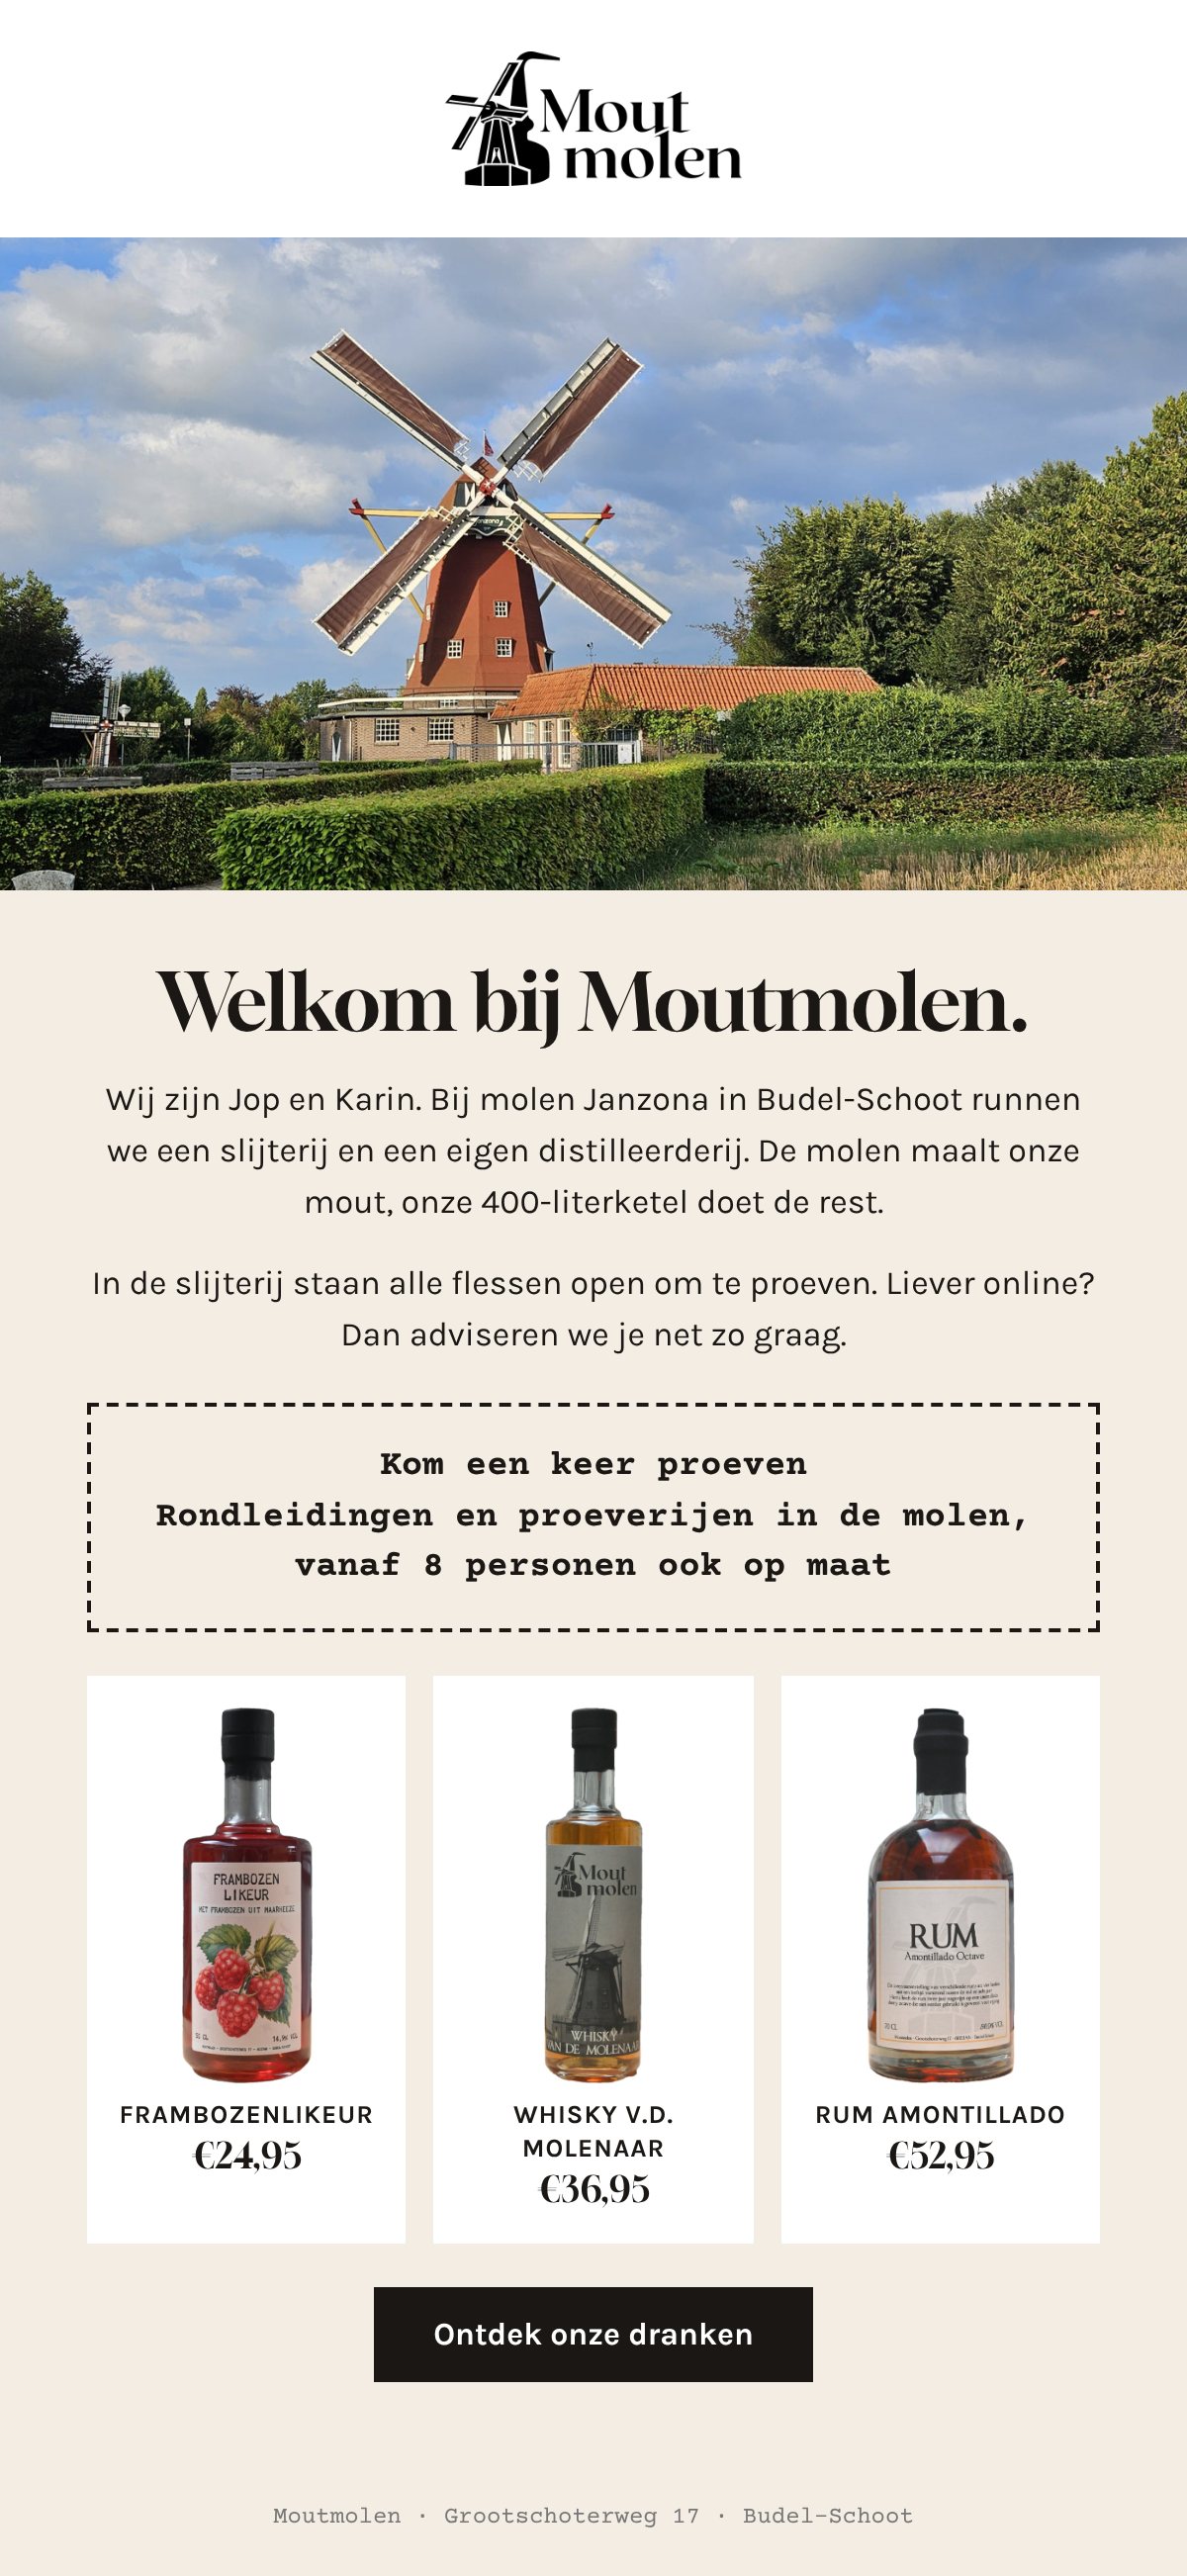 Mout
molen
Welkom bij Moutmolen.
Wij zijn Jop en Karin. Bij molen Janzona in Budel-Schoot runnen
we een slijterij en een eigen distilleerderij. De molen maalt onze
mout, onze 400-literketel doet de rest.
In de slijterij staan alle flessen open om te proeven. Liever online?
Dan adviseren we je net zo graag.
Kom een keer proeven
Rondleidingen en proeverijen in de molen,
vanaf 8 personen ook op maat
FRAMBOZEN
LIKEUR
MET FRAMBOZEN UIT MAARHEEZE
14,9% VOL
FRAMBOZENLIKEUR
€24,95
Mout
molen
WHISKY
VAN DE MOLENAAR
WHISKY V.D.
MOLENAAR
€36,95
RUM
Amontillado Octave
70 CL
RUM AMONTILLADO
€52,95
Ontdek onze dranken
Moutmolen · Grootschoterweg 17 · Budel-Schoot